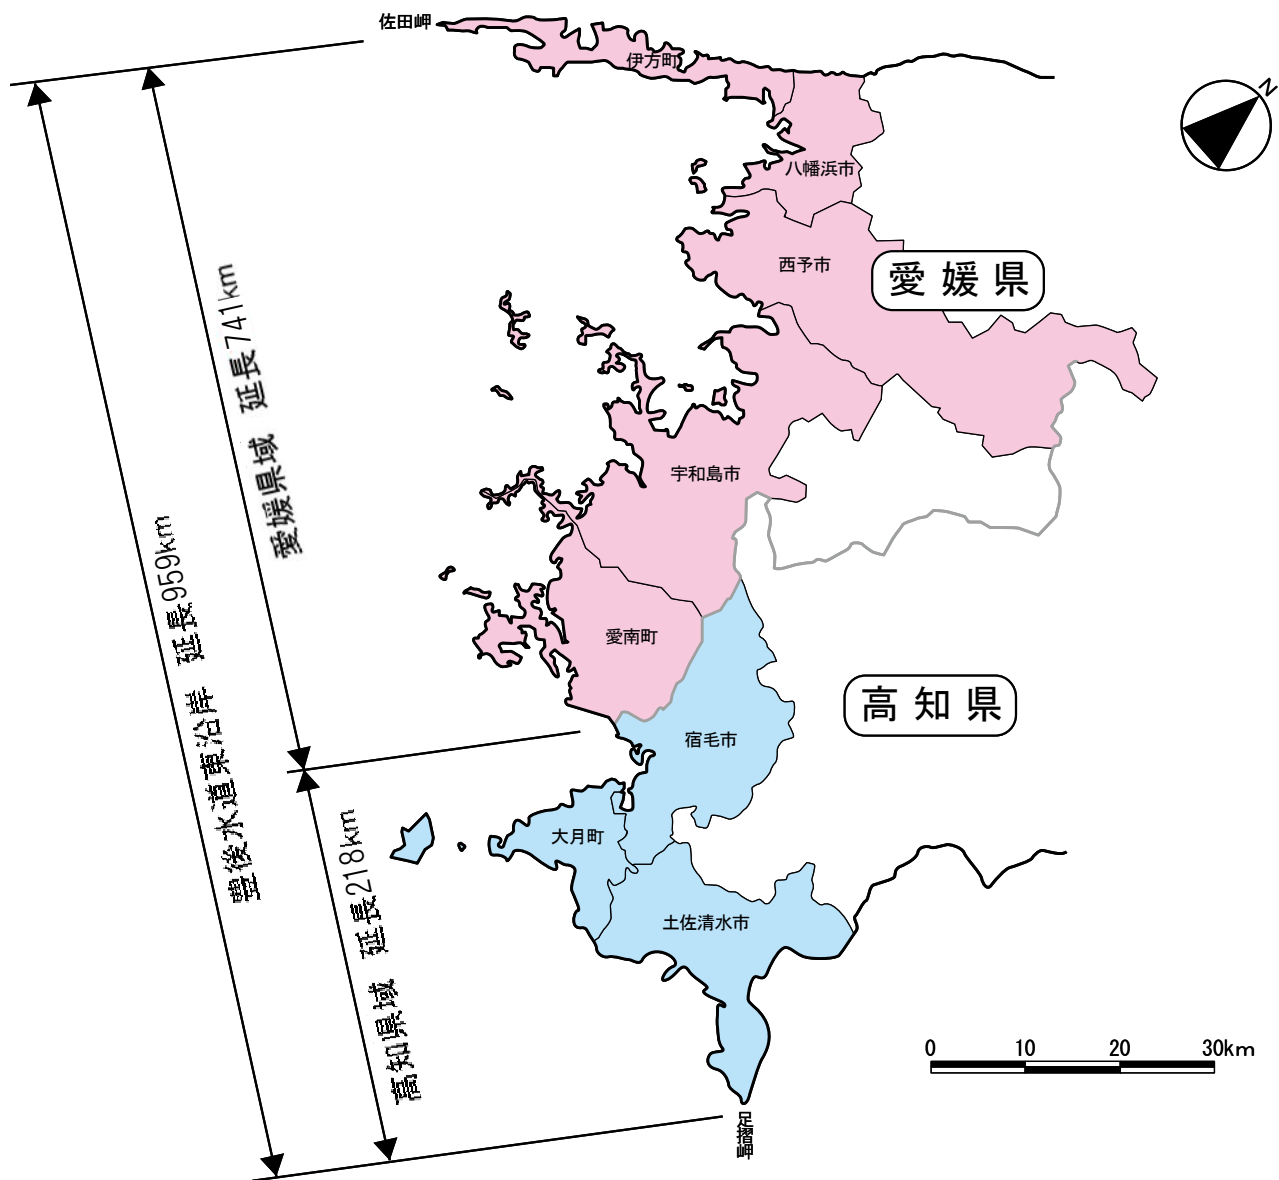 佐田岬
伊方町
N
八幡浜市
西予市
愛媛県
愛媛県域　延長741km
宇和島市
豊後水道東沿岸　延長959km
愛南町
高知県
宿毛市
大月町
高知県域　延長218km
土佐清水市
0 10 20 30km
足摺岬